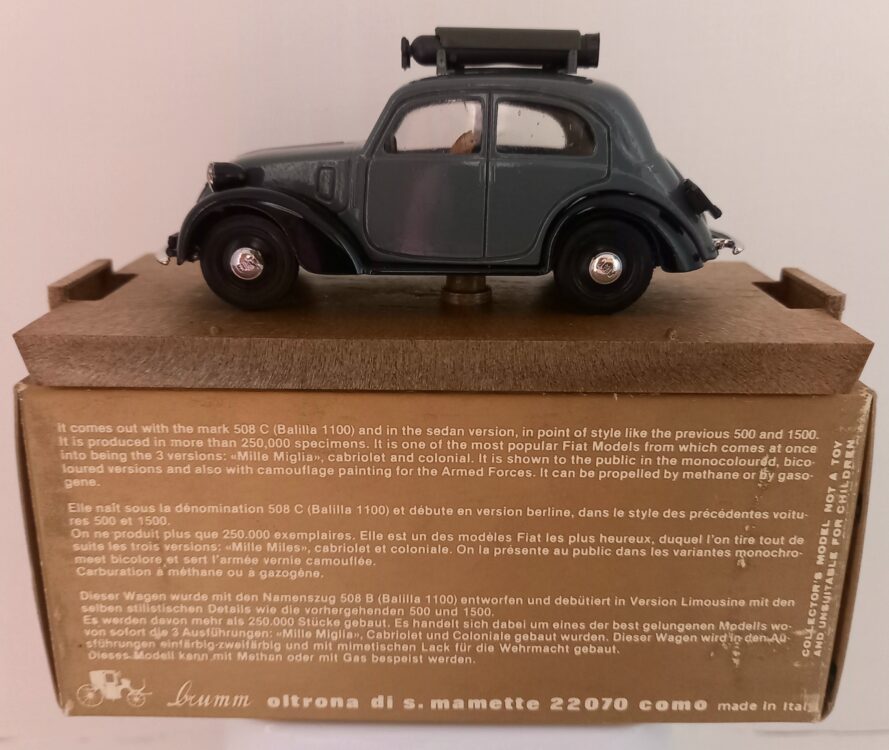 It comes out with the mark 508 C (Balilla 1100) and in the sedan version, in point of style like the previous 500 and 1500.
It is produced in more than 250,000 specimens. It is one of the most popular Fiat Models from which comes at once
into being the 3 versions: «Mille Miglia», cabriolet and colonial. It is shown to the public in the monocoloured, bico-
loured versions and also with camouflage painting for the Armed Forces. It can be propelled by methane or by gaso-
gene.
Elle naît sous la dénomination 508 C (Balilla 1100) et débute en version berline, dans le style des précédentes voitu-
res 500 et 1500.
On ne produit plus que 250.000 exemplaires. Elle est un des modèles Fiat les plus heureux, duquel l'on tire tout de
suite les trois versions: «Mille Miles», cabriolet et coloniale. On la présente au public dans les variantes monochro-
meet bicolore et sert l'armée vernie camouflée.
Carburation à méthane ou à gazogène.
Dieser Wagen wurde mit den Namenszug 508 B (Balilla 1100) entworfen und debütiert in Version Limousine mit den
selben stilistischen Details wie die vorhergehenden 500 und 1500.
Es werden davon mehr als 250.000 Stücke gebaut. Es handelt sich dabei um eines der best gelungenen Modells wo-
von sofort die 3 Ausführungen: «Mille Miglia», Cabriolet und Coloniale gebaut wurden. Dieser Wagen wird in den Au-
sführungen einfärbig-zweifärbig und mit mimetischen Lack für die Wehrmacht gebaut.
Dieses Modell kann mit Methan oder mit Gas bespeist werden.
COLLECTOR'S MODEL NOT A TOY
AND UNSUITABLE FOR CHILDREN
brumm oltrona di s. mamette 22070 como made in Italy